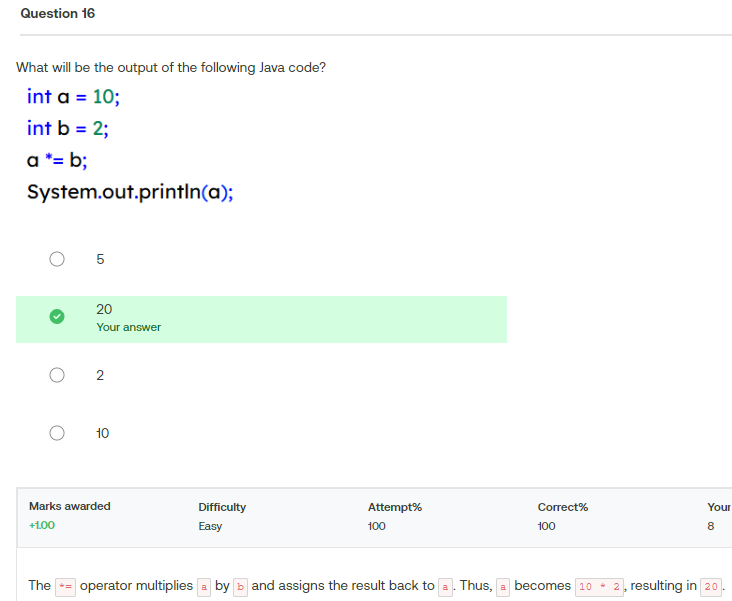 Question 16
What will be the output of the following Java code?
int a = 10;
int b = 2;
a *= b;
System.out.println(a);
5
20
Your answer
2
10
Marks awarded Difficulty Attempt% Correct% Your
+1.00 Easy 100 100 8
The *= operator multiplies a by b and assigns the result back to a. Thus, a becomes 10 * 2, resulting in 20.